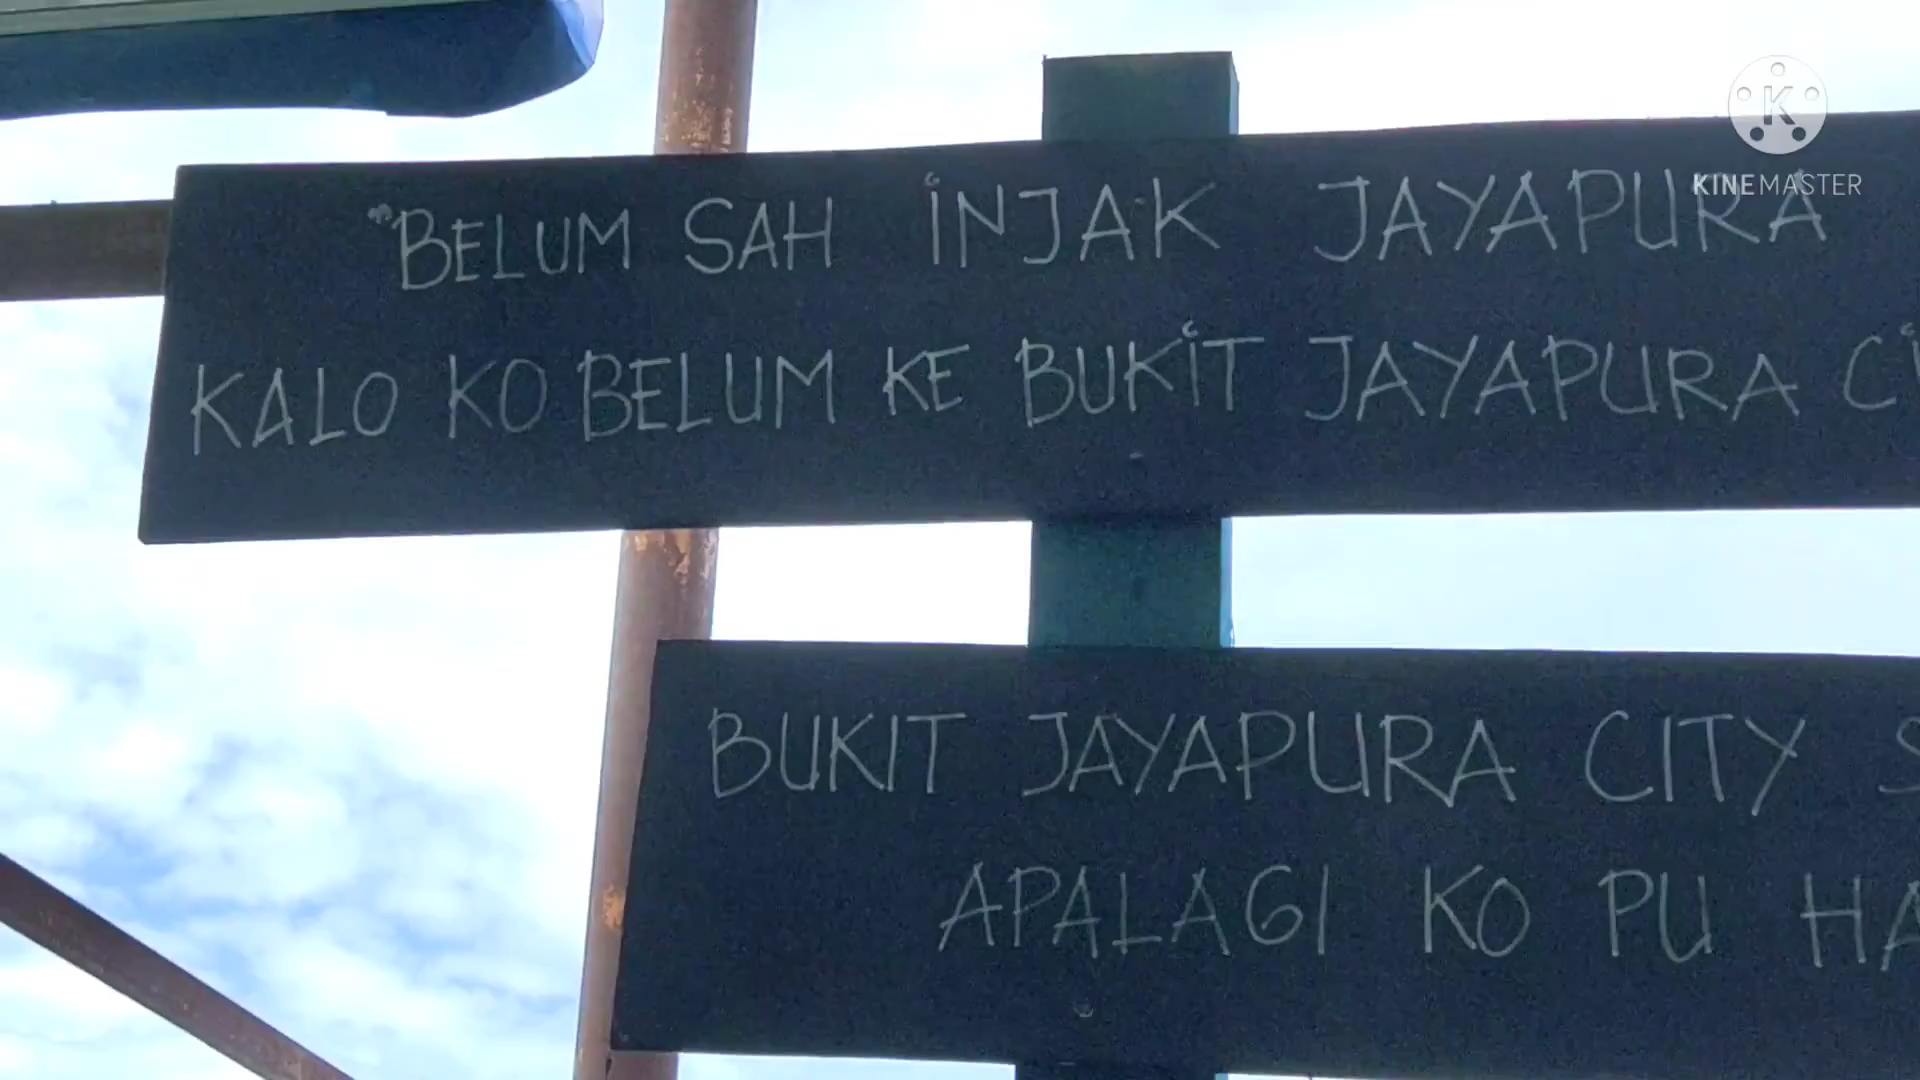 "BELUM SAH INJAK JAYAPURA
KALO KO BELUM KE BUKIT JAYAPURA
BUKIT JAYAPURA CITY
APALAGI KO PU
KINEMASTER